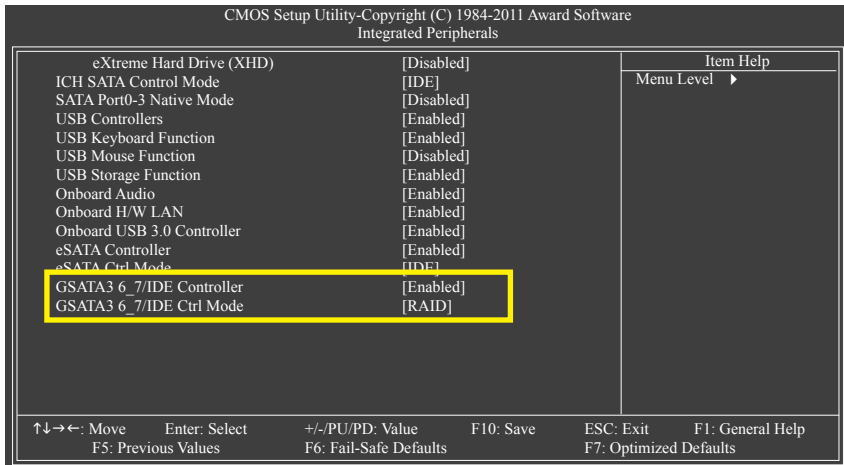 CMOS Setup Utility-Copyright (C) 1984-2011 Award Software
Integrated Peripherals
eXtreme Hard Drive (XHD) [Disabled]
ICH SATA Control Mode [IDE]
SATA Port0-3 Native Mode [Disabled]
USB Controllers [Enabled]
USB Keyboard Function [Enabled]
USB Mouse Function [Disabled]
USB Storage Function [Enabled]
Onboard Audio [Enabled]
Onboard H/W LAN [Enabled]
Onboard USB 3.0 Controller [Enabled]
eSATA Controller [Enabled]
eSATA Ctrl Mode [IDE]
GSATA3 6_7/IDE Controller [Enabled]
GSATA3 6_7/IDE Ctrl Mode [RAID]
Item Help
Menu Level ▶
↑↓→←: Move Enter: Select +/-/PU/PD: Value F10: Save ESC: Exit F1: General Help
F5: Previous Values F6: Fail-Safe Defaults F7: Optimized Defaults